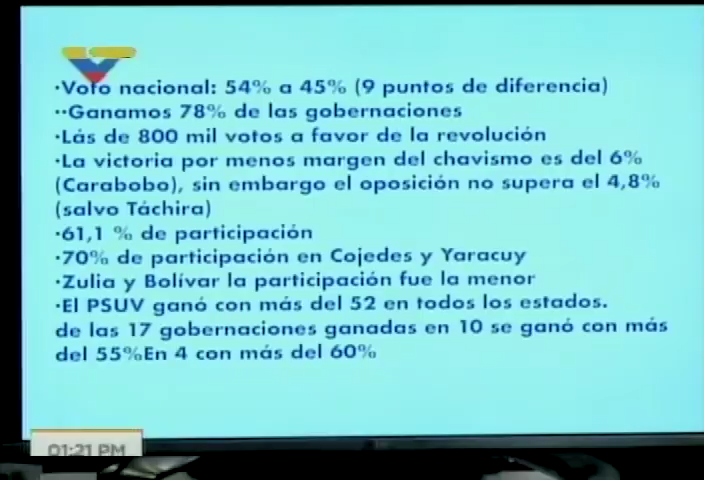 ·Voto nacional: 54% a 45% (9 puntos de diferencia)
··Ganamos 78% de las gobernaciones
·Lás de 800 mil votos a favor de la revolución
·La victoria por menos margen del chavismo es del 6%
(Carabobo), sin embargo el oposición no supera el 4,8%
(salvo Táchira)
·61,1 % de participación
·70% de participación en Cojedes y Yaracuy
·Zulia y Bolívar la participación fue la menor
·El PSUV ganó con más del 52 en todos los estados.
de las 17 gobernaciones ganadas en 10 se ganó con más
del 55%En 4 con más del 60%
01:21 PM